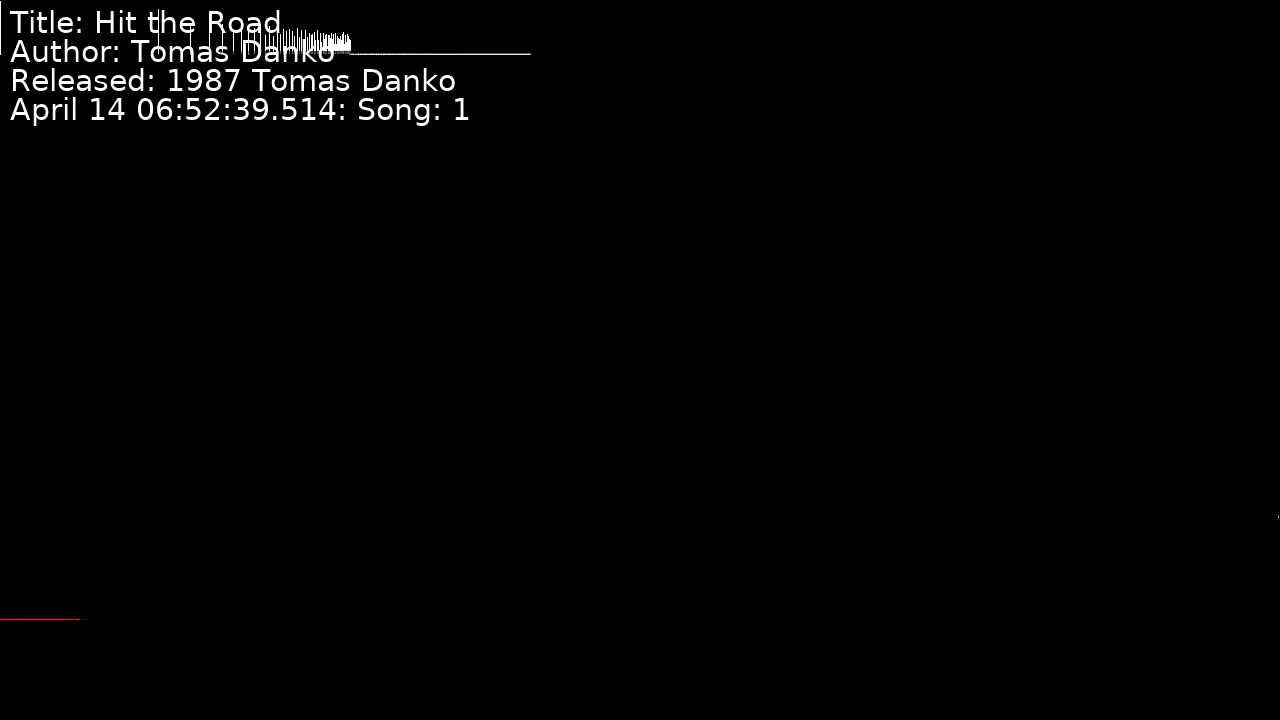 Title: Hit the Road
Author: Tomas Danko
Released: 1987 Tomas Danko
April 14 06:52:39.514: Song: 1